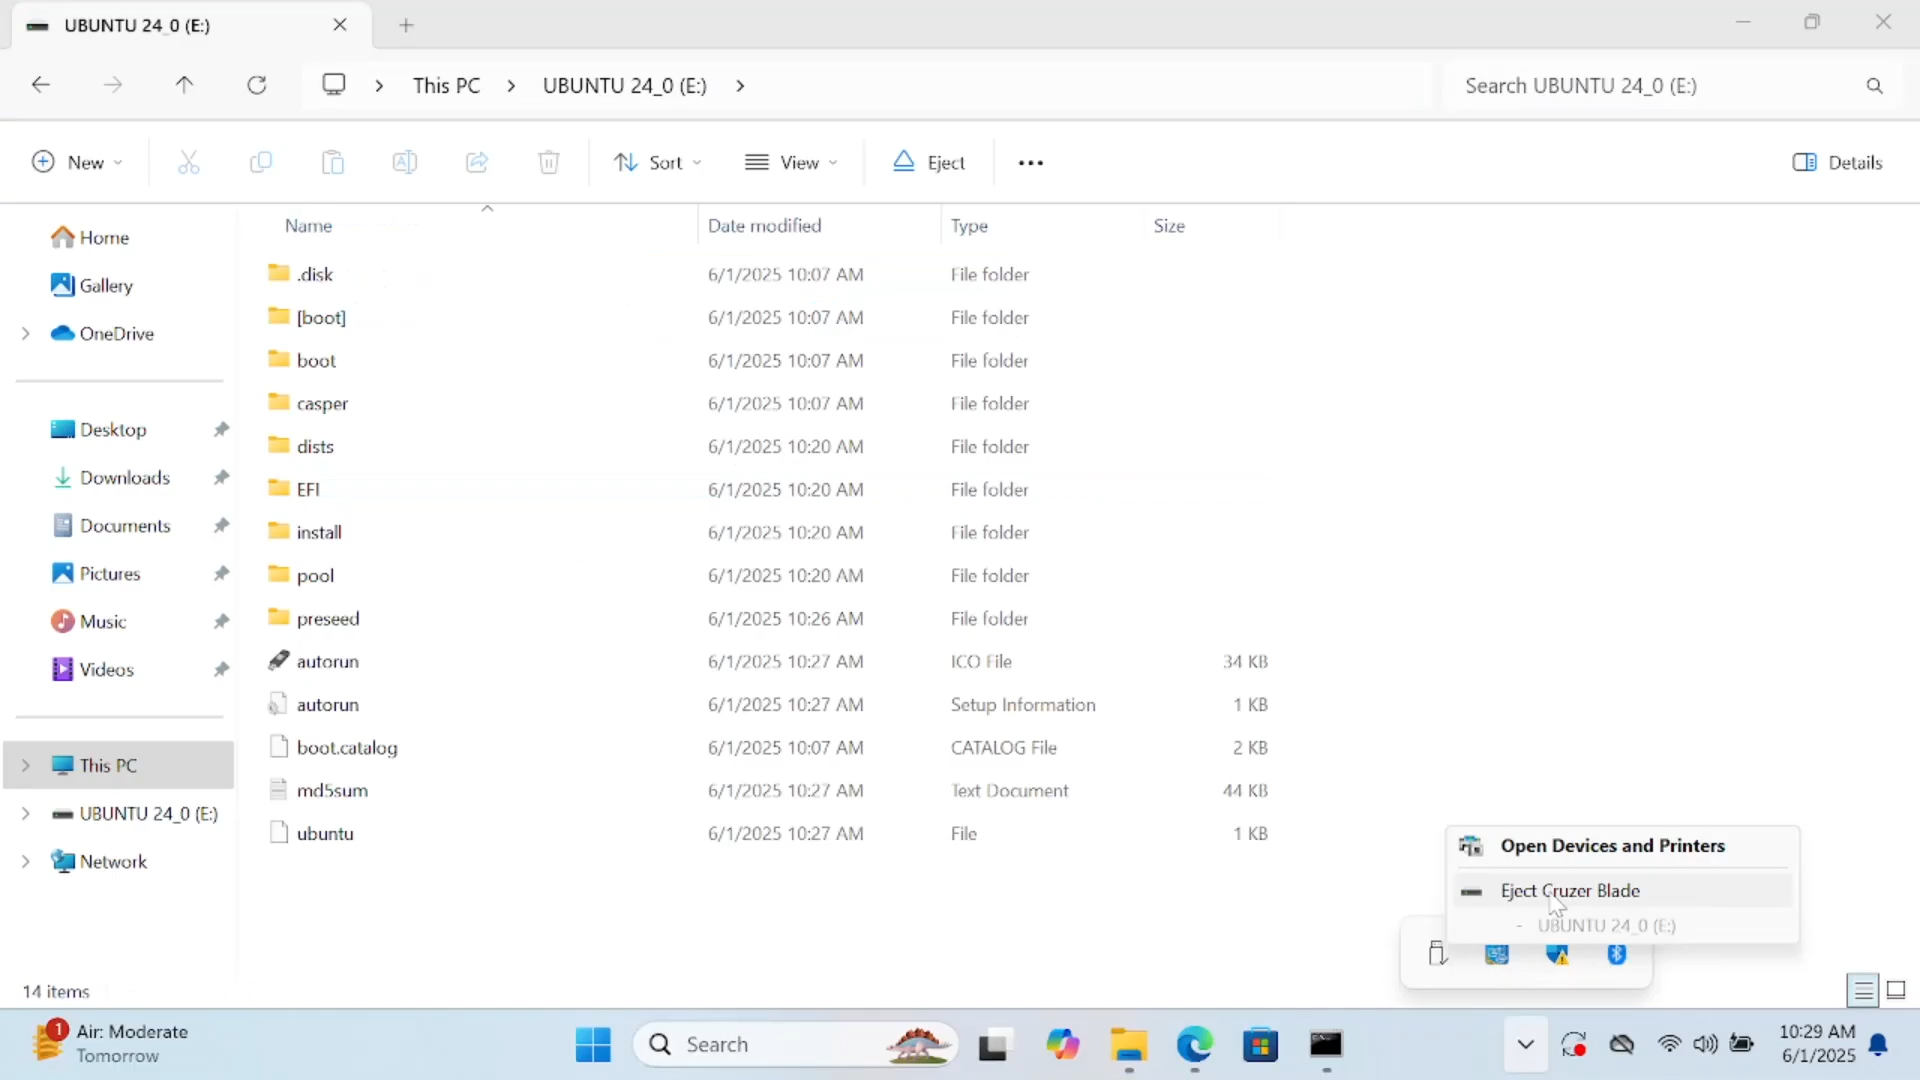 UBUNTU 24_0 (E:)
This PC > UBUNTU 24_0 (E:) >
Search UBUNTU 24_0 (E:)
New
Sort
View
Eject
Details
Name Date modified Type Size
Home
Gallery
OneDrive
Desktop
Downloads
Documents
Pictures
Music
Videos
This PC
UBUNTU 24_0 (E:)
Network
.disk 6/1/2025 10:07 AM File folder
[boot] 6/1/2025 10:07 AM File folder
boot 6/1/2025 10:07 AM File folder
casper 6/1/2025 10:07 AM File folder
dists 6/1/2025 10:20 AM File folder
EFI 6/1/2025 10:20 AM File folder
install 6/1/2025 10:20 AM File folder
pool 6/1/2025 10:20 AM File folder
preseed 6/1/2025 10:26 AM File folder
autorun 6/1/2025 10:27 AM ICO File 34 KB
autorun 6/1/2025 10:27 AM Setup Information 1 KB
boot.catalog 6/1/2025 10:07 AM CATALOG File 2 KB
md5sum 6/1/2025 10:27 AM Text Document 44 KB
ubuntu 6/1/2025 10:27 AM File 1 KB
Open Devices and Printers
Eject Cruzer Blade
- UBUNTU 24_0 (E:)
14 items
1
Air: Moderate
Tomorrow
Search
10:29 AM
6/1/2025